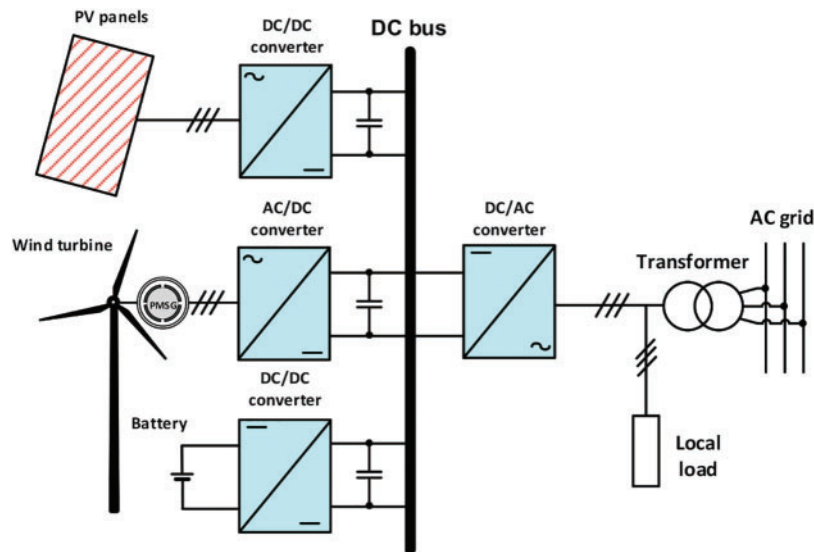 PV panels
DC/DC
converter
DC bus
Wind turbine
PMSG
AC/DC
converter
DC/AC
converter
Transformer
AC grid
Battery
DC/DC
converter
Local
load